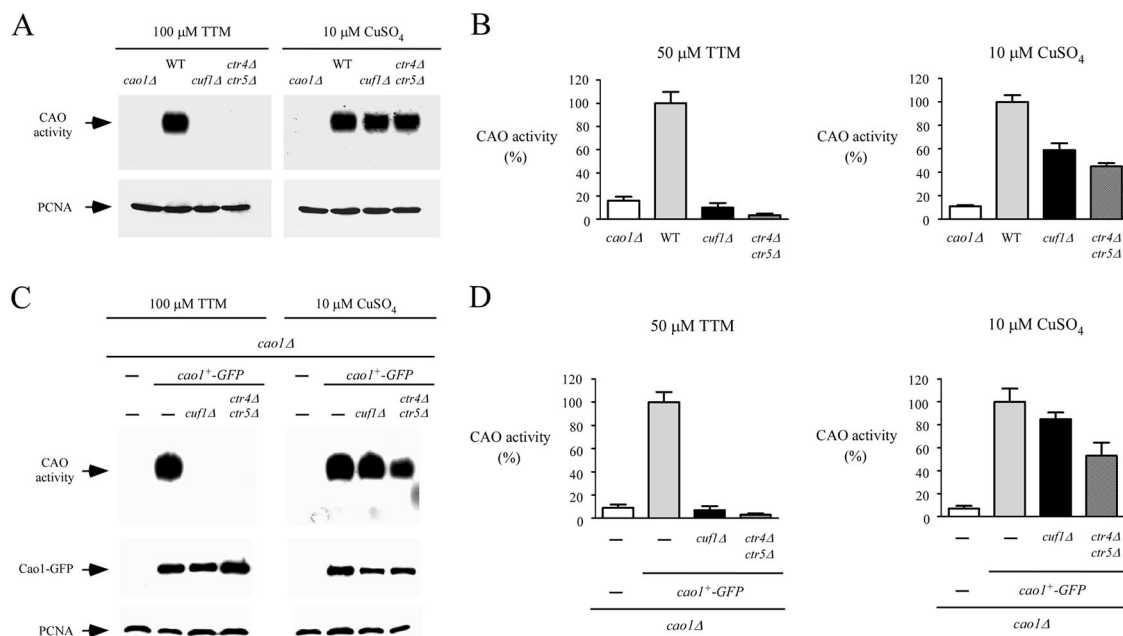 A
100 μM TTM
10 μM CuSO4
cao1Δ
WT
cuf1Δ
ctr4Δ
ctr5Δ
cao1Δ
WT
cuf1Δ
ctr4Δ
ctr5Δ
CAO
activity
PCNA
B
50 μM TTM
CAO activity
(%)
120
100
80
60
40
20
0
cao1Δ
WT
cuf1Δ
ctr4Δ
ctr5Δ
10 μM CuSO4
CAO activity
(%)
120
100
80
60
40
20
0
cao1Δ
WT
cuf1Δ
ctr4Δ
ctr5Δ
C
100 μM TTM
10 μM CuSO4
cao1Δ
–
cao1+-GFP
–
cao1+-GFP
–
–
cuf1Δ
ctr4Δ
ctr5Δ
–
–
cuf1Δ
ctr4Δ
ctr5Δ
CAO
activity
Cao1-GFP
PCNA
D
50 μM TTM
CAO activity
(%)
120
100
80
60
40
20
0
–
–
cuf1Δ
ctr4Δ
ctr5Δ
–
cao1+-GFP
cao1Δ
10 μM CuSO4
CAO activity
(%)
120
100
80
60
40
20
0
–
–
cuf1Δ
ctr4Δ
ctr5Δ
–
cao1+-GFP
cao1Δ